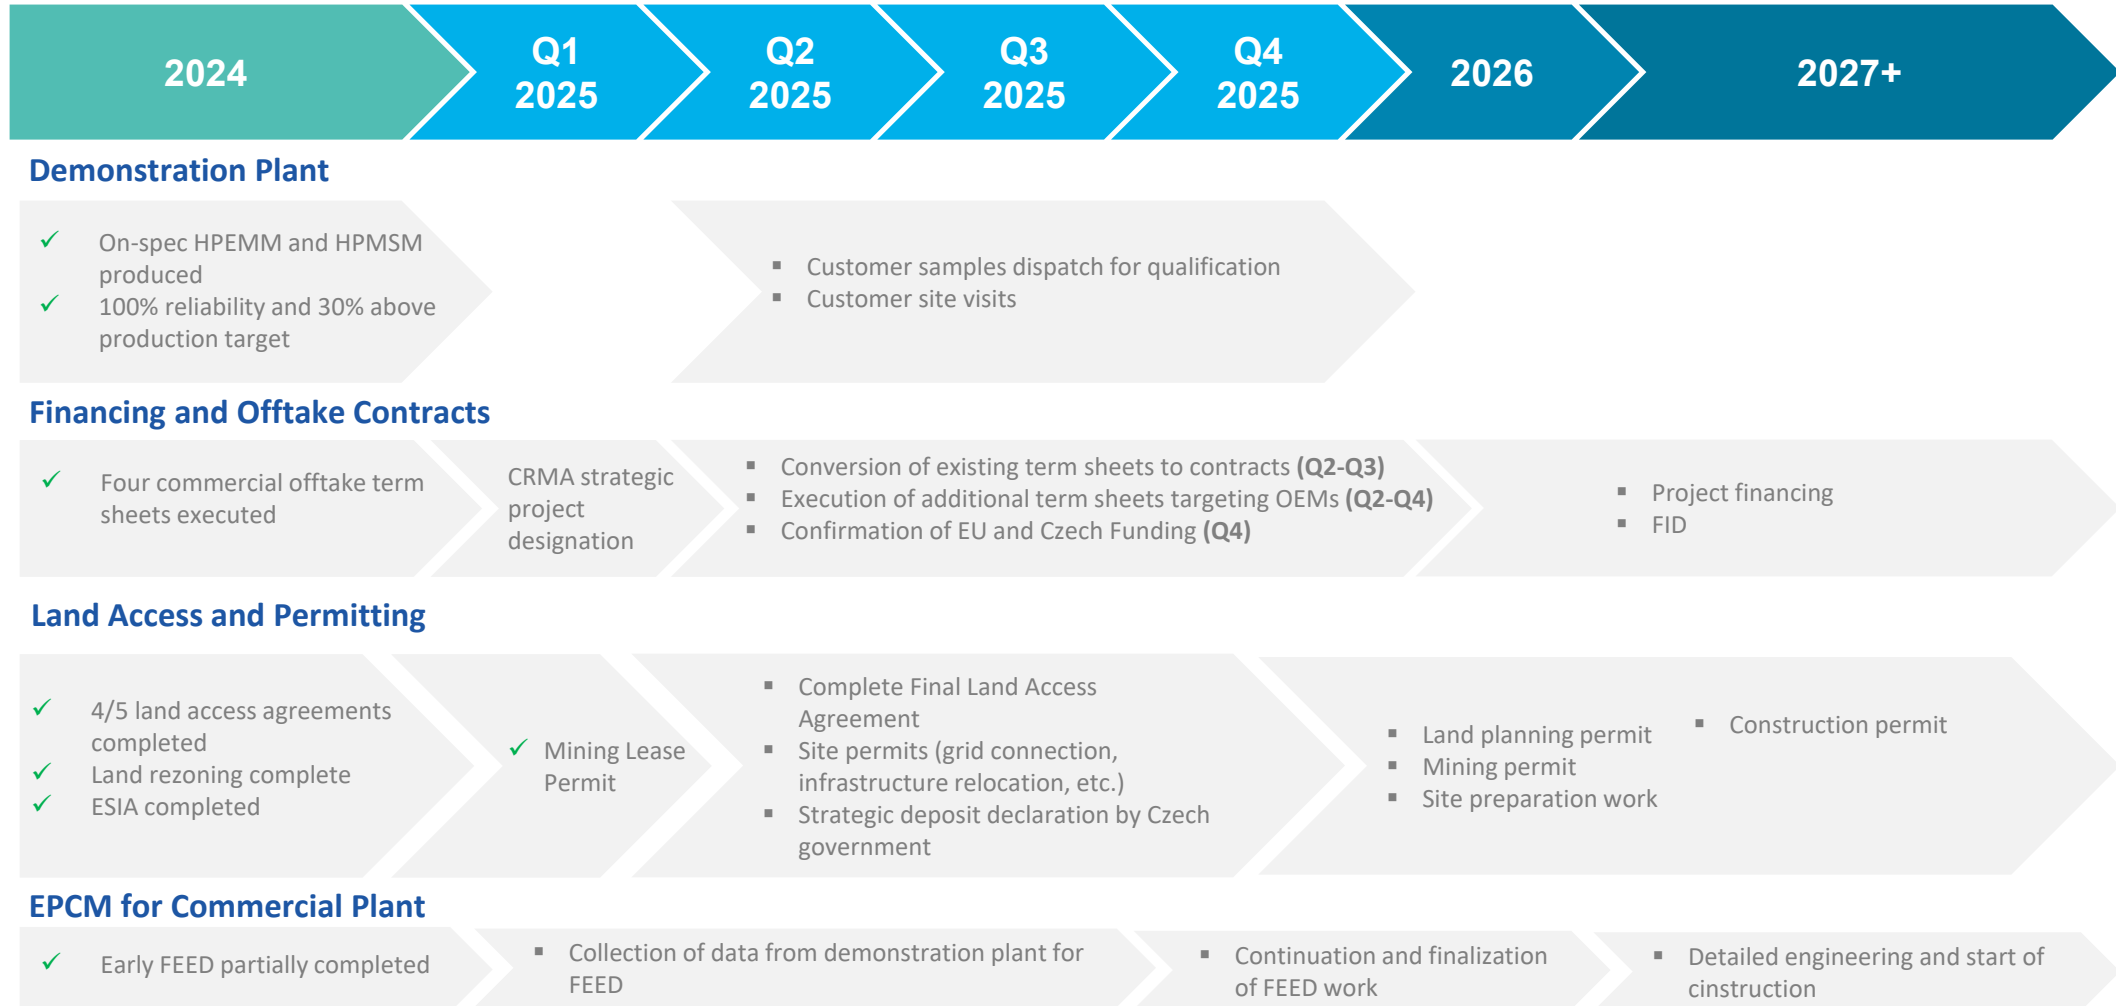 2024
Q1
2025
Q2
2025
Q3
2025
Q4
2025
2026
2027+
Demonstration Plant
✓ On-spec HPEMM and HPMSM
produced
✓ 100% reliability and 30% above
production target
▪ Customer samples dispatch for qualification
▪ Customer site visits
Financing and Offtake Contracts
✓ Four commercial offtake term
sheets executed
CRMA strategic
project
designation
▪ Conversion of existing term sheets to contracts (Q2-Q3)
▪ Execution of additional term sheets targeting OEMs (Q2-Q4)
▪ Confirmation of EU and Czech Funding (Q4)
▪ Project financing
▪ FID
Land Access and Permitting
✓ 4/5 land access agreements
completed
✓ Land rezoning complete
✓ ESIA completed
✓ Mining Lease
Permit
▪ Complete Final Land Access
Agreement
▪ Site permits (grid connection,
infrastructure relocation, etc.)
▪ Strategic deposit declaration by Czech
government
▪ Land planning permit
▪ Mining permit
▪ Site preparation work
▪ Construction permit
EPCM for Commercial Plant
✓ Early FEED partially completed
▪ Collection of data from demonstration plant for
FEED
▪ Continuation and finalization
of FEED work
▪ Detailed engineering and start of
cinstruction